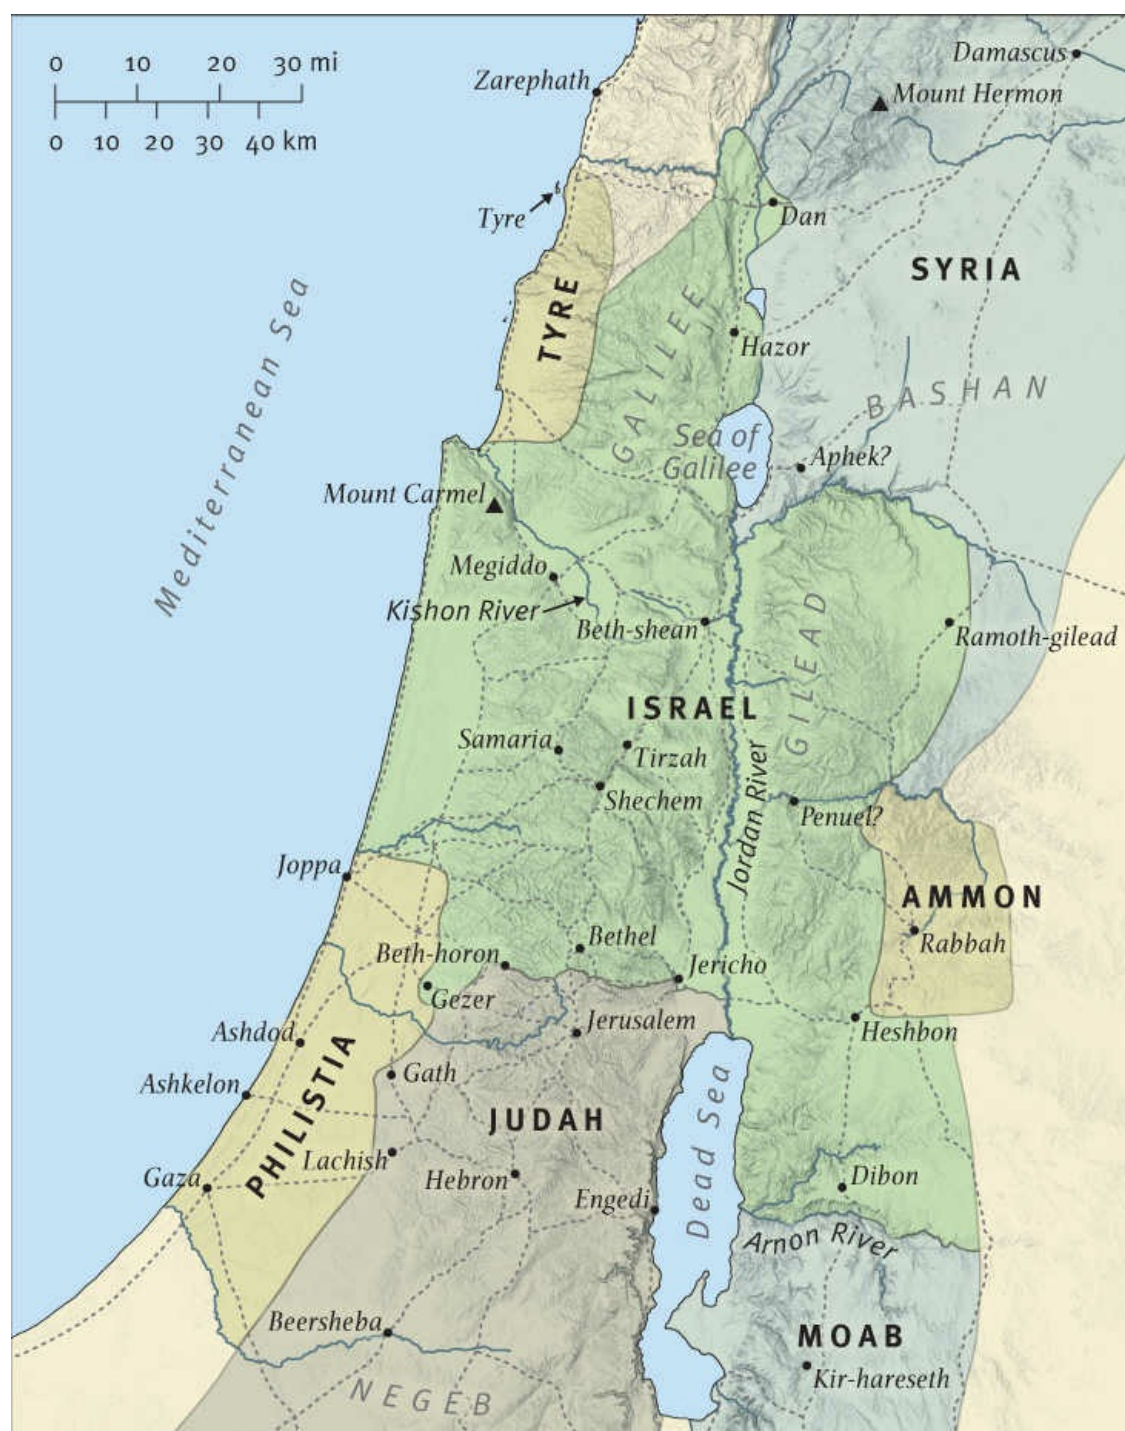 0 10 20 30 mi
0 10 20 30 40 km
Damascus
Zarephath
Mount Hermon
Tyre
Dan
SYRIA
TYRE
Mediterranean Sea
GALILEE
Hazor
BASHAN
Sea of
Galilee
Aphek?
Mount Carmel
Megiddo
Kishon River
Beth-shean
GILEAD
Ramoth-gilead
ISRAEL
Samaria
Tirzah
Shechem
Jordan River
Penuel?
Joppa
AMMON
Rabbah
Bethel
Beth-horon
Jericho
Gezer
Jerusalem
Heshbon
Ashdod
PHILISTIA
Gath
Ashkelon
JUDAH
Dead Sea
Lachish
Gaza
Hebron
Engedi
Dibon
Arnon River
Beersheba
MOAB
Kir-hareseth
NEGEB